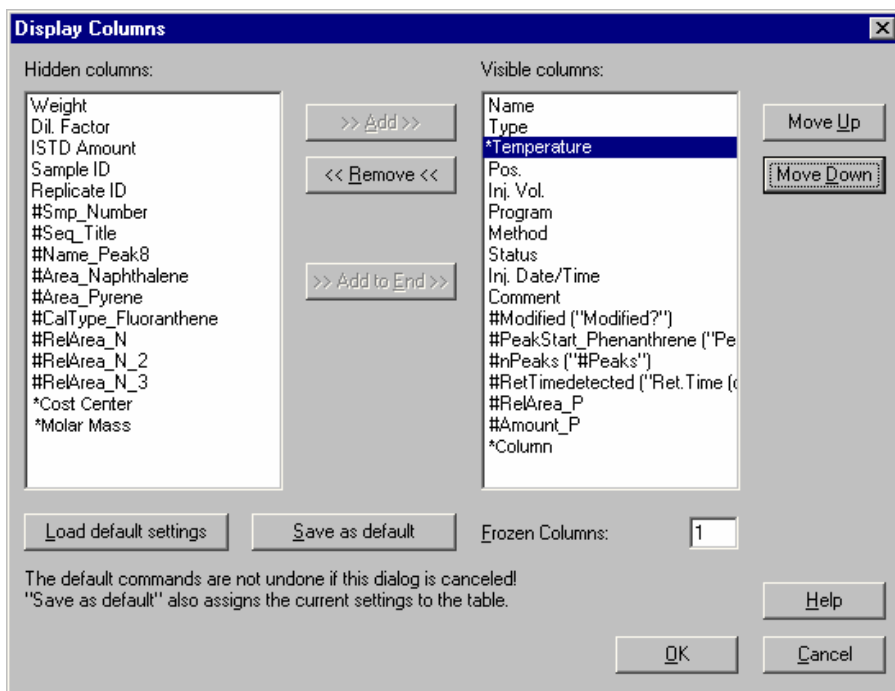 Display Columns
Hidden columns:
Weight
Dil. Factor
ISTD Amount
Sample ID
Replicate ID
#Smp_Number
#Seq_Title
#Name_Peak8
#Area_Naphthalene
#Area_Pyrene
#CalType_Fluoranthene
#RelArea_N
#RelArea_N_2
#RelArea_N_3
*Cost Center
*Molar Mass
>> Add >>
<< Remove <<
>> Add to End >>
Visible columns:
Name
Type
*Temperature
Pos.
Inj. Vol.
Program
Method
Status
Inj. Date/Time
Comment
#Modified ("Modified?")
#PeakStart_Phenanthrene ("Pe
#nPeaks ("#Peaks")
#RetTimedetected ("Ret.Time (d
#RelArea_P
#Amount_P
*Column
Move Up
Move Down
Load default settings
Save as default
Frozen Columns:
1
The default commands are not undone if this dialog is canceled!
"Save as default" also assigns the current settings to the table.
Help
OK
Cancel